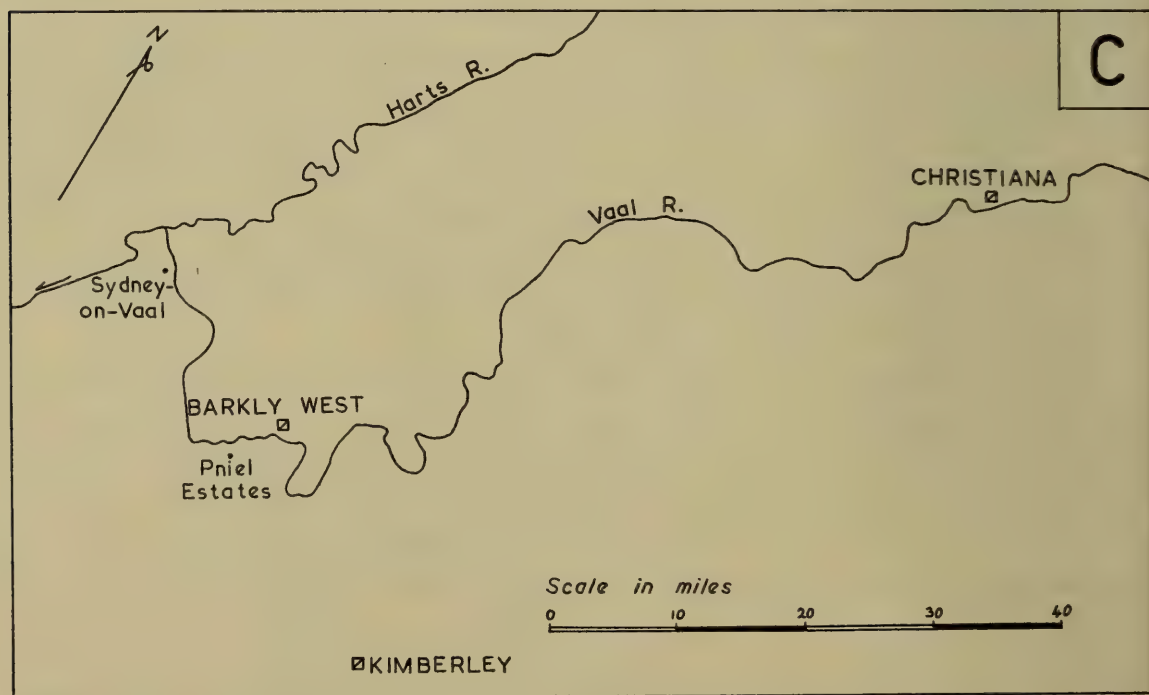 N
C
Harts R.
CHRISTIANA
Vaal R.
Sydney-
on-Vaal
BARKLY WEST
Pniel
Estates
Scale in miles
0 10 20 30 40
KIMBERLEY